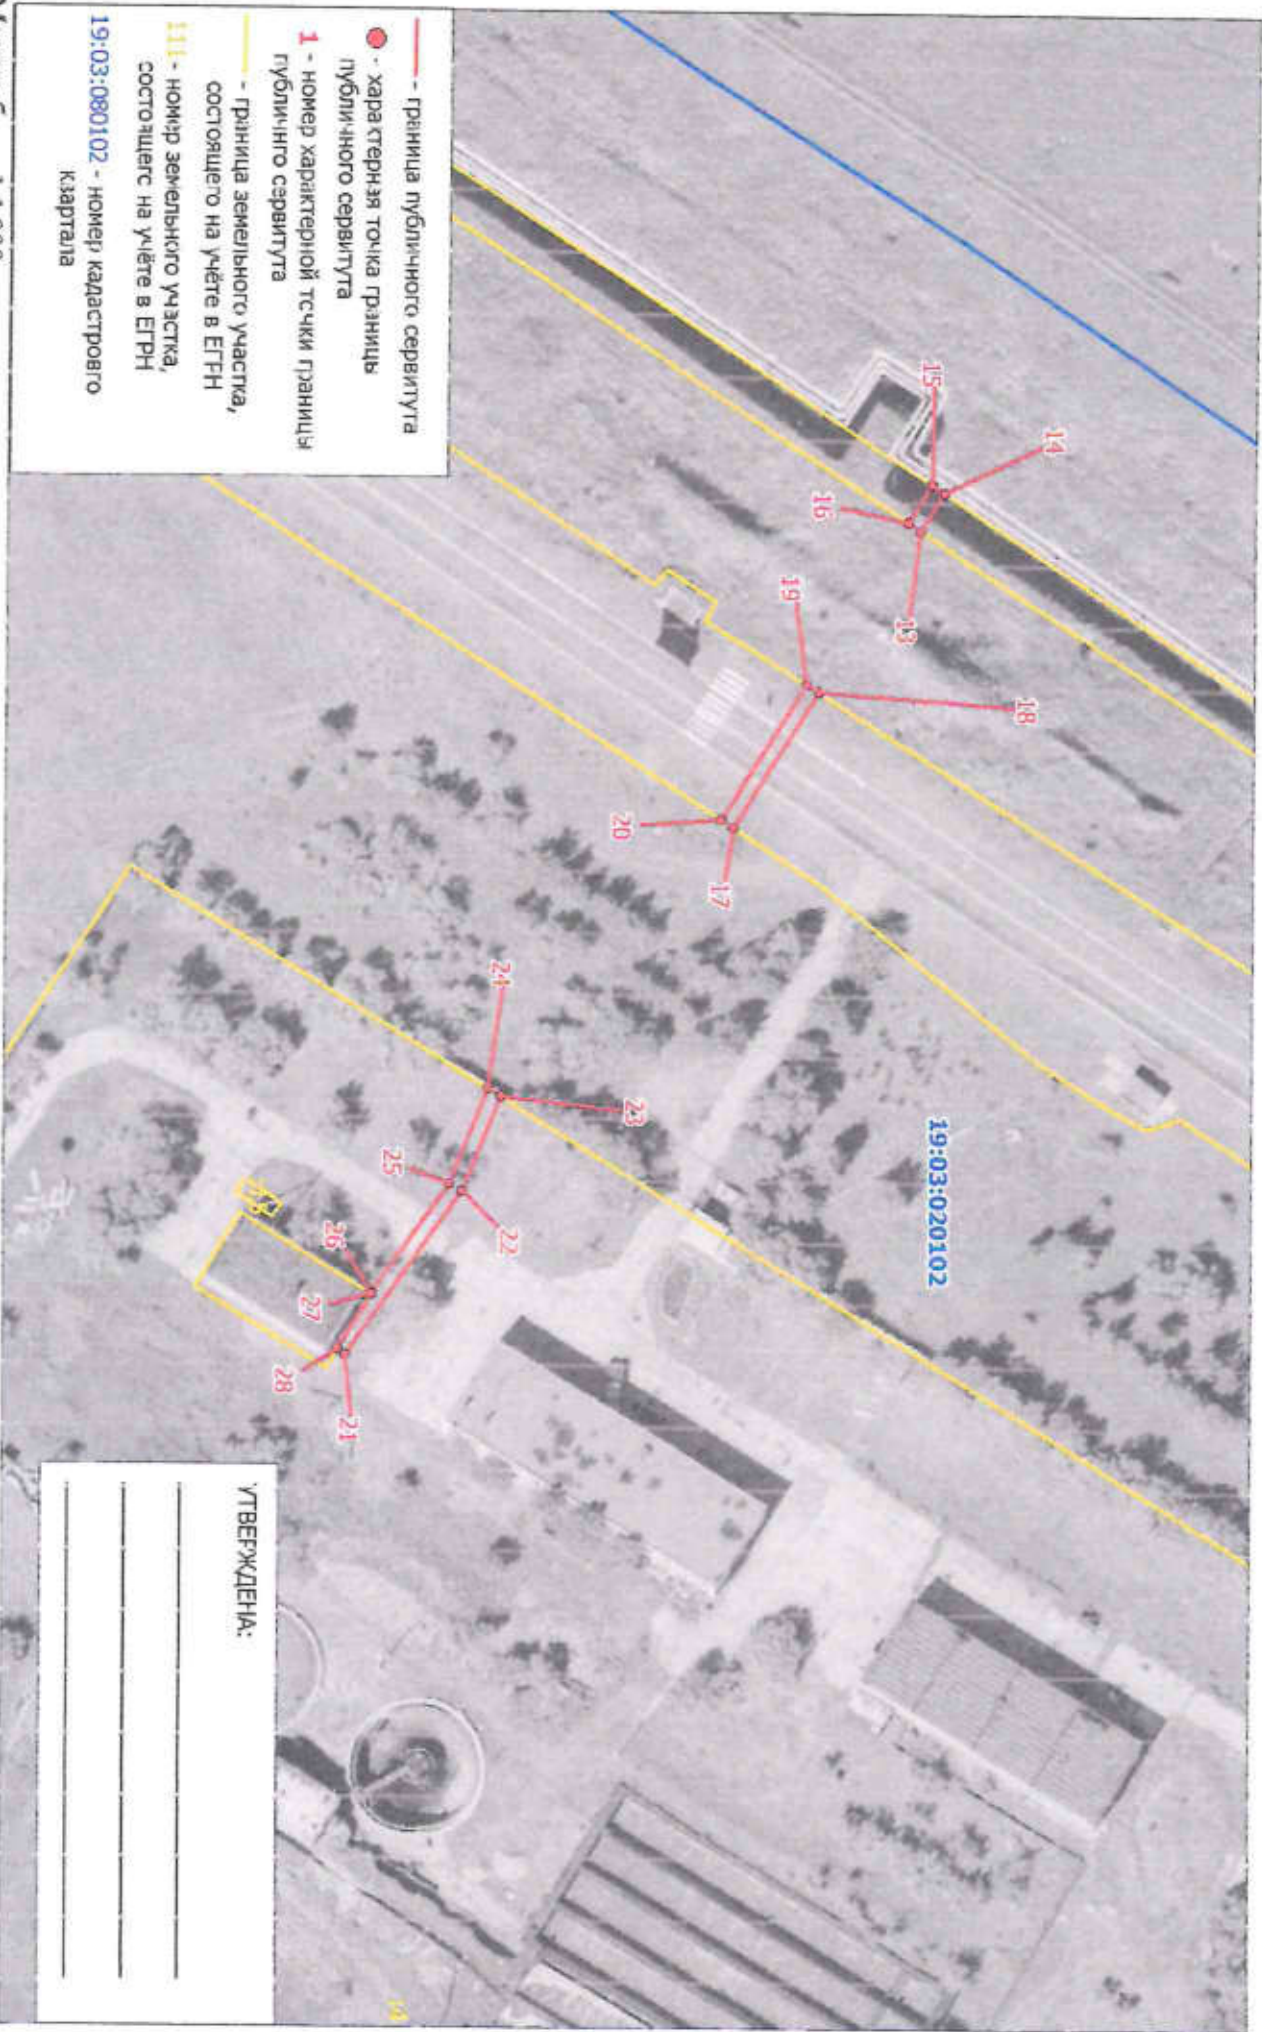 - граница публичного сервитута
- характерная точка границы
публичного сервитута
1 - номер характерной точки границы
публичнго сервитута
- граница земельного участка,
состоящего на учёте в ЕГРН
111 - номер земельного участка,
состоящего на учёте в ЕГРН
19:03:080102 - номер кадастрового
квартала
15
14
16
13
19
18
20
17
24
23
25
22
26
27
28
21
19:03:020102
УТВЕРЖДЕНА: